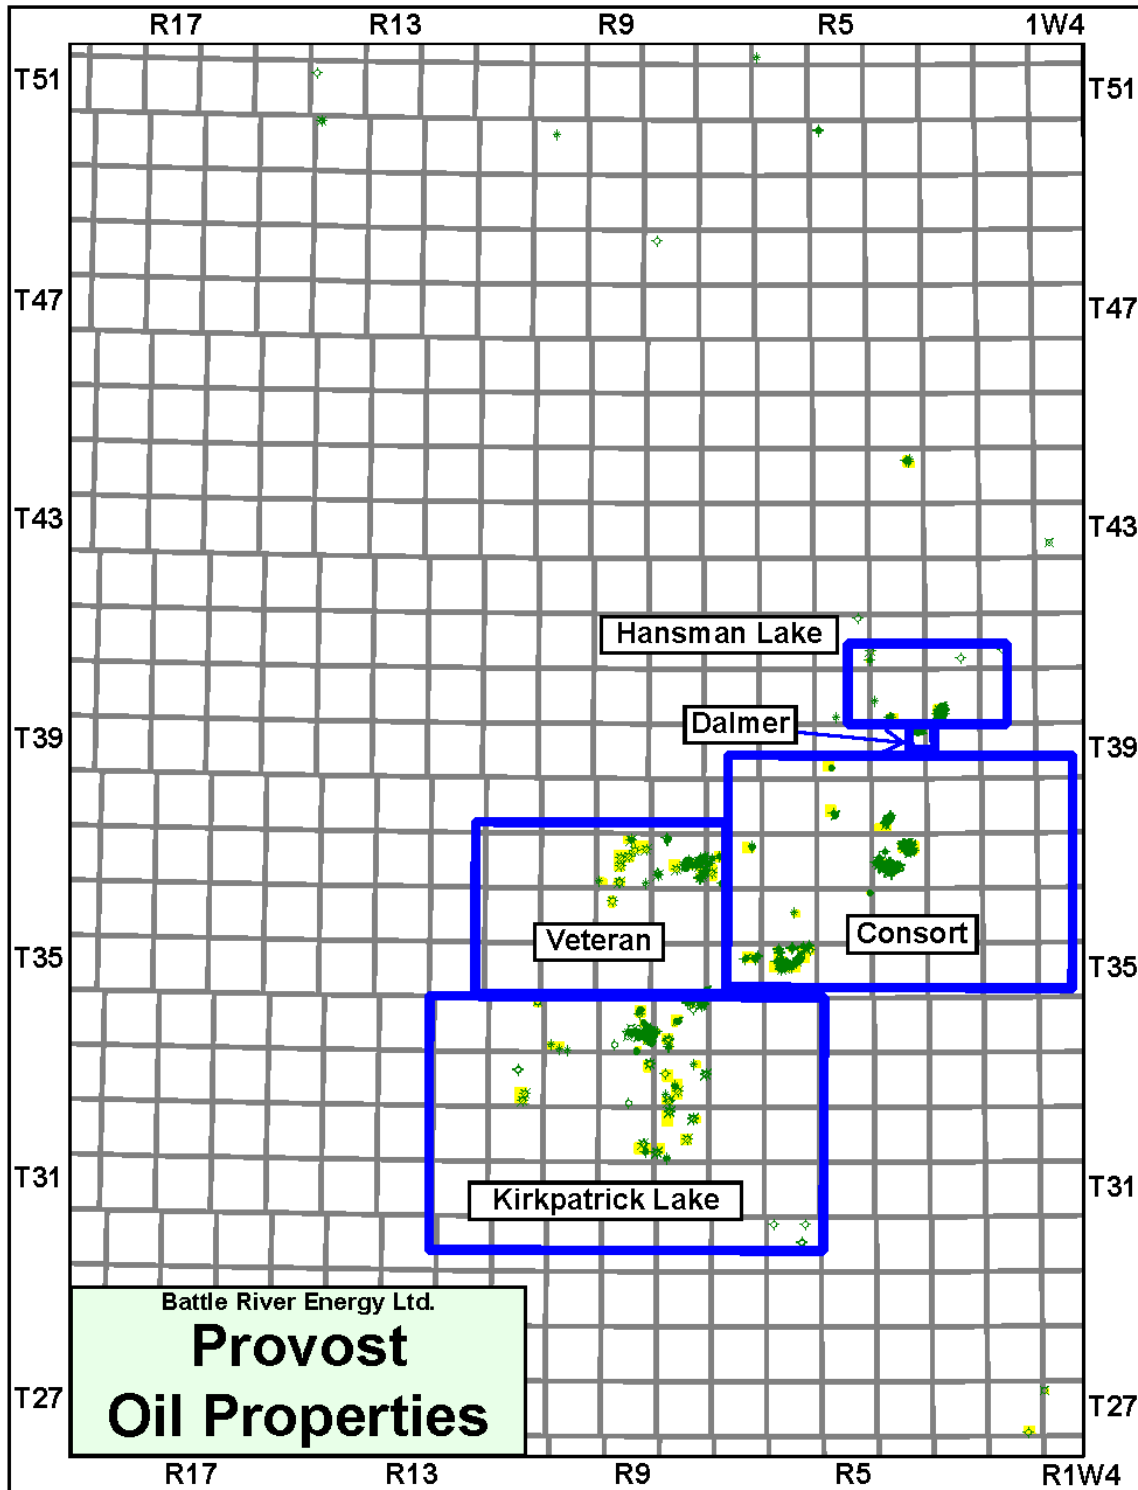 R17 R13 R9 R5 1W4
T51 T51
T47 T47
T43 T43
Hansman Lake
Dalmer
T39 T39
Veteran
Consort
T35 T35
T31 T31
Kirkpatrick Lake
Battle River Energy Ltd.
Provost
Oil Properties
T27 T27
R17 R13 R9 R5 R1W4